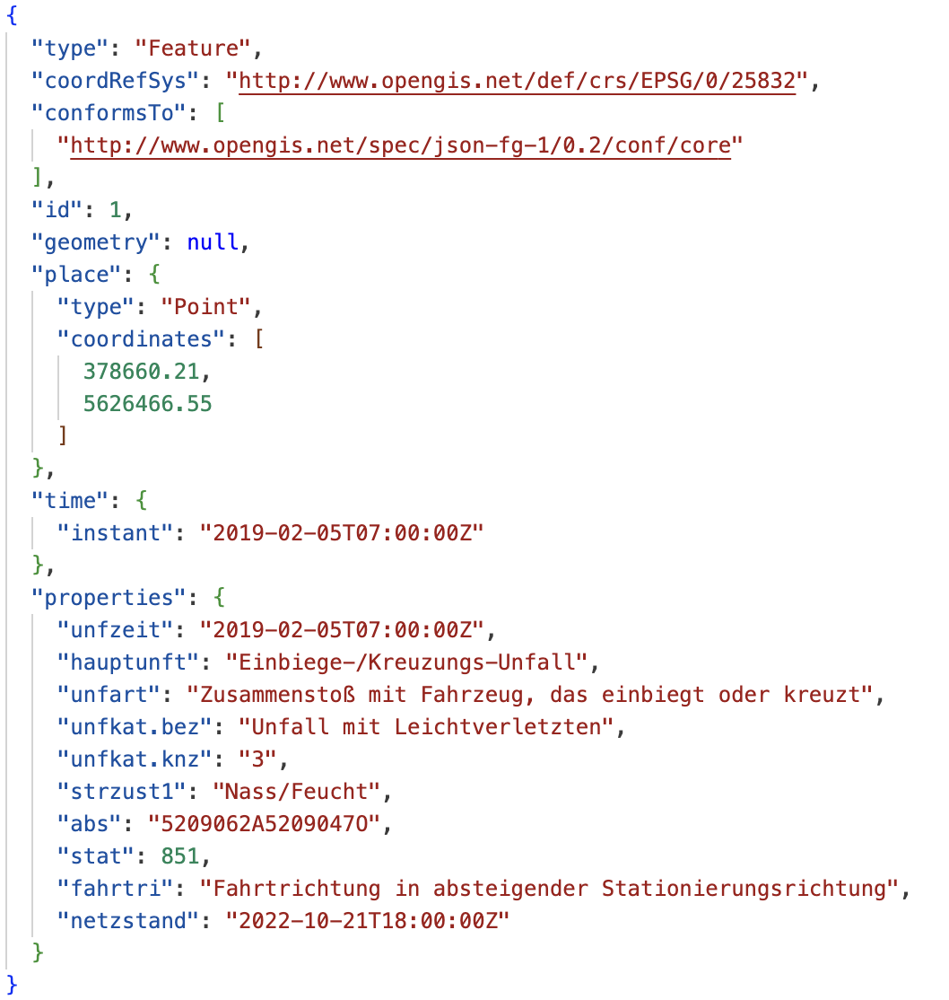 {
  "type": "Feature",
  "coordRefSys": "http://www.opengis.net/def/crs/EPSG/0/25832",
  "conformsTo": [
    "http://www.opengis.net/spec/json-fg-1/0.2/conf/core"
  ],
  "id": 1,
  "geometry": null,
  "place": {
    "type": "Point",
    "coordinates": [
      378660.21,
      5626466.55
    ]
  },
  "time": {
    "instant": "2019-02-05T07:00:00Z"
  },
  "properties": {
    "unfzeit": "2019-02-05T07:00:00Z",
    "hauptunft": "Einbiege-/Kreuzungs-Unfall",
    "unfart": "Zusammenstoß mit Fahrzeug, das einbiegt oder kreuzt",
    "unfkat.bez": "Unfall mit Leichtverletzten",
    "unfkat.knz": "3",
    "strzust1": "Nass/Feucht",
    "abs": "5209062A5209047O",
    "stat": 851,
    "fahrtri": "Fahrtrichtung in absteigender Stationierungsrichtung",
    "netzstand": "2022-10-21T18:00:00Z"
  }
}